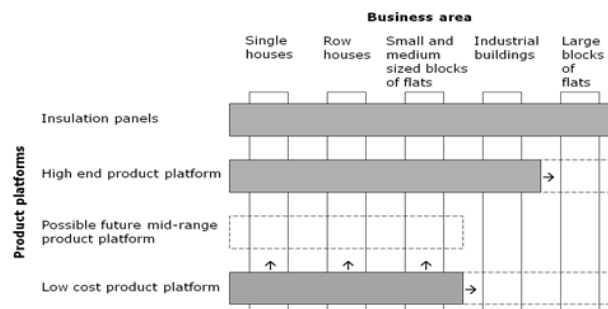 Business area
Single
houses
Row
houses
Small and
medium
sized blocks
of flats
Industrial
buildings
Large
blocks
of
flats
Product platforms
Insulation panels
High end product platform
Possible future mid-range
product platform
Low cost product platform